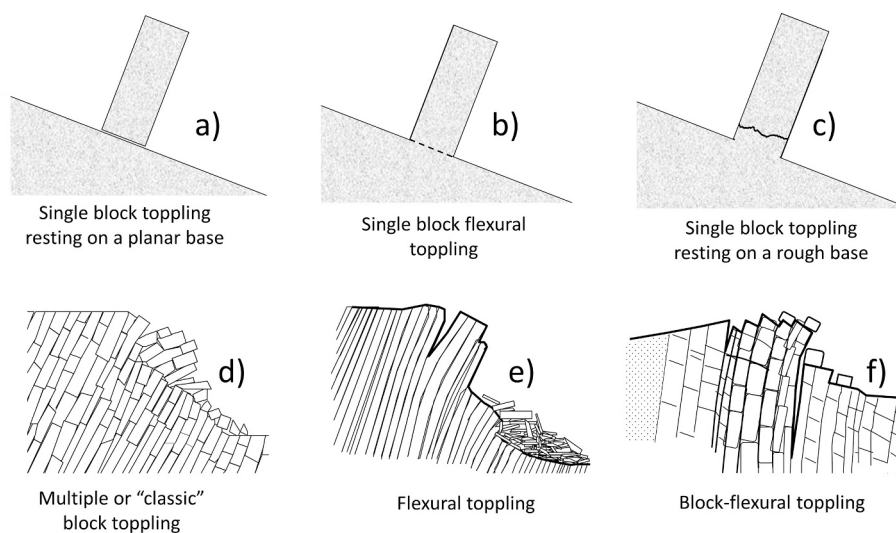 a)
Single block toppling
resting on a planar base
b)
Single block flexural
toppling
c)
Single block toppling
resting on a rough base
d)
Multiple or “classic”
block toppling
e)
Flexural toppling
f)
Block-flexural toppling